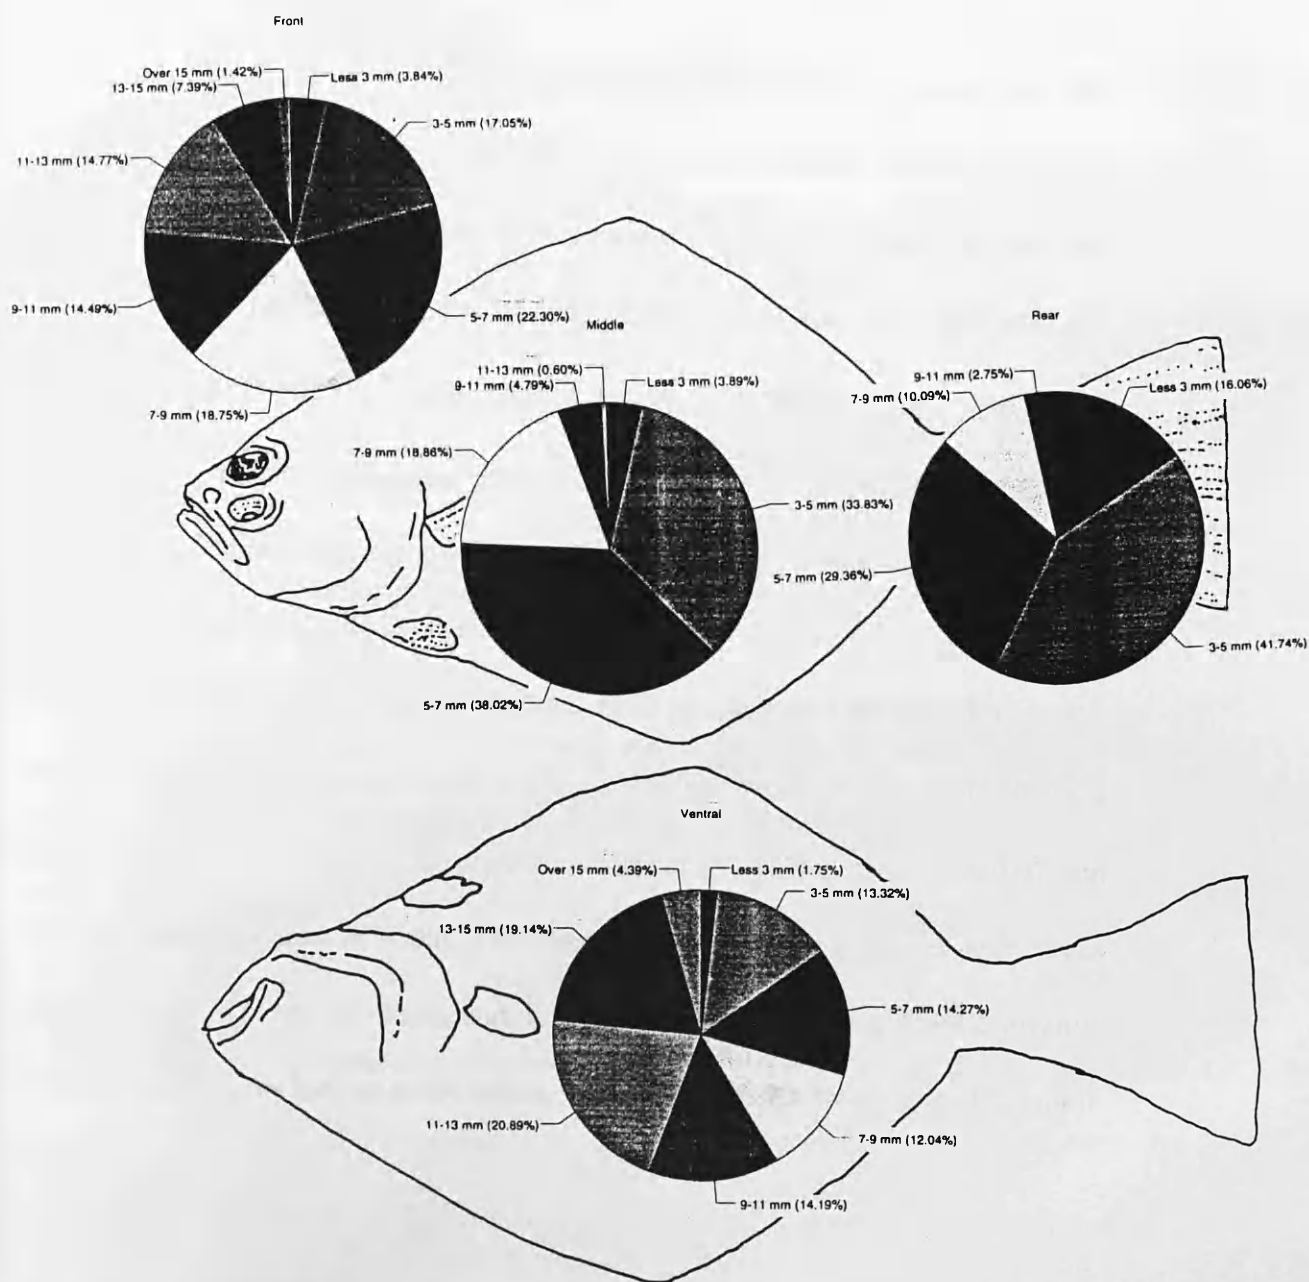 Front
Over 15 mm (1.42%)
Less 3 mm (3.84%)
13-15 mm (7.39%)
3-5 mm (17.05%)
11-13 mm (14.77%)
9-11 mm (14.49%)
5-7 mm (22.30%)
7-9 mm (18.75%)
Middle
11-13 mm (0.60%)
9-11 mm (4.79%)
Less 3 mm (3.89%)
7-9 mm (18.86%)
3-5 mm (33.83%)
5-7 mm (38.02%)
Rear
9-11 mm (2.75%)
Less 3 mm (16.06%)
7-9 mm (10.09%)
5-7 mm (29.36%)
3-5 mm (41.74%)
Ventral
Over 15 mm (4.39%)
Less 3 mm (1.75%)
3-5 mm (13.32%)
13-15 mm (19.14%)
5-7 mm (14.27%)
11-13 mm (20.89%)
7-9 mm (12.04%)
9-11 mm (14.19%)